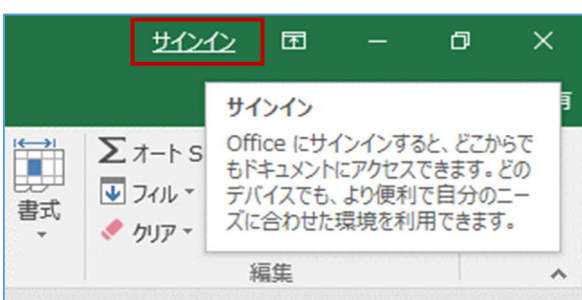 サインイン
有
サインイン
Office にサインインすると、どこからで
もドキュメントにアクセスできます。どの
デバイスでも、より便利で自分のニー
ズに合わせた環境を利用できます。
Σ オート S
フィル
クリア
書式
編集